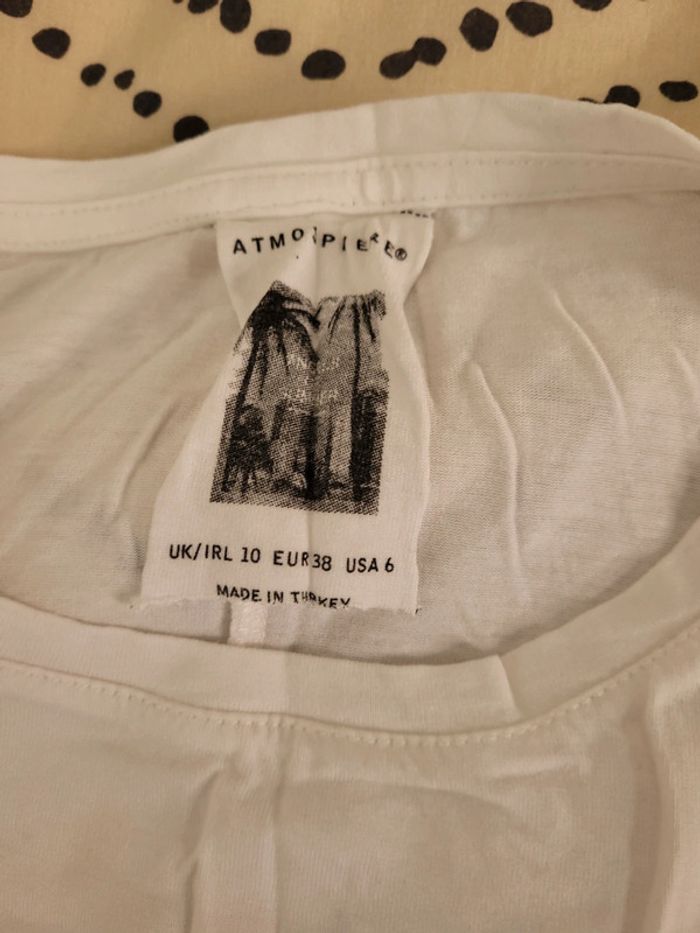 ATMOSPHERE®
UK/IRL 10 EUR38 USA 6
MADE IN TURKEY